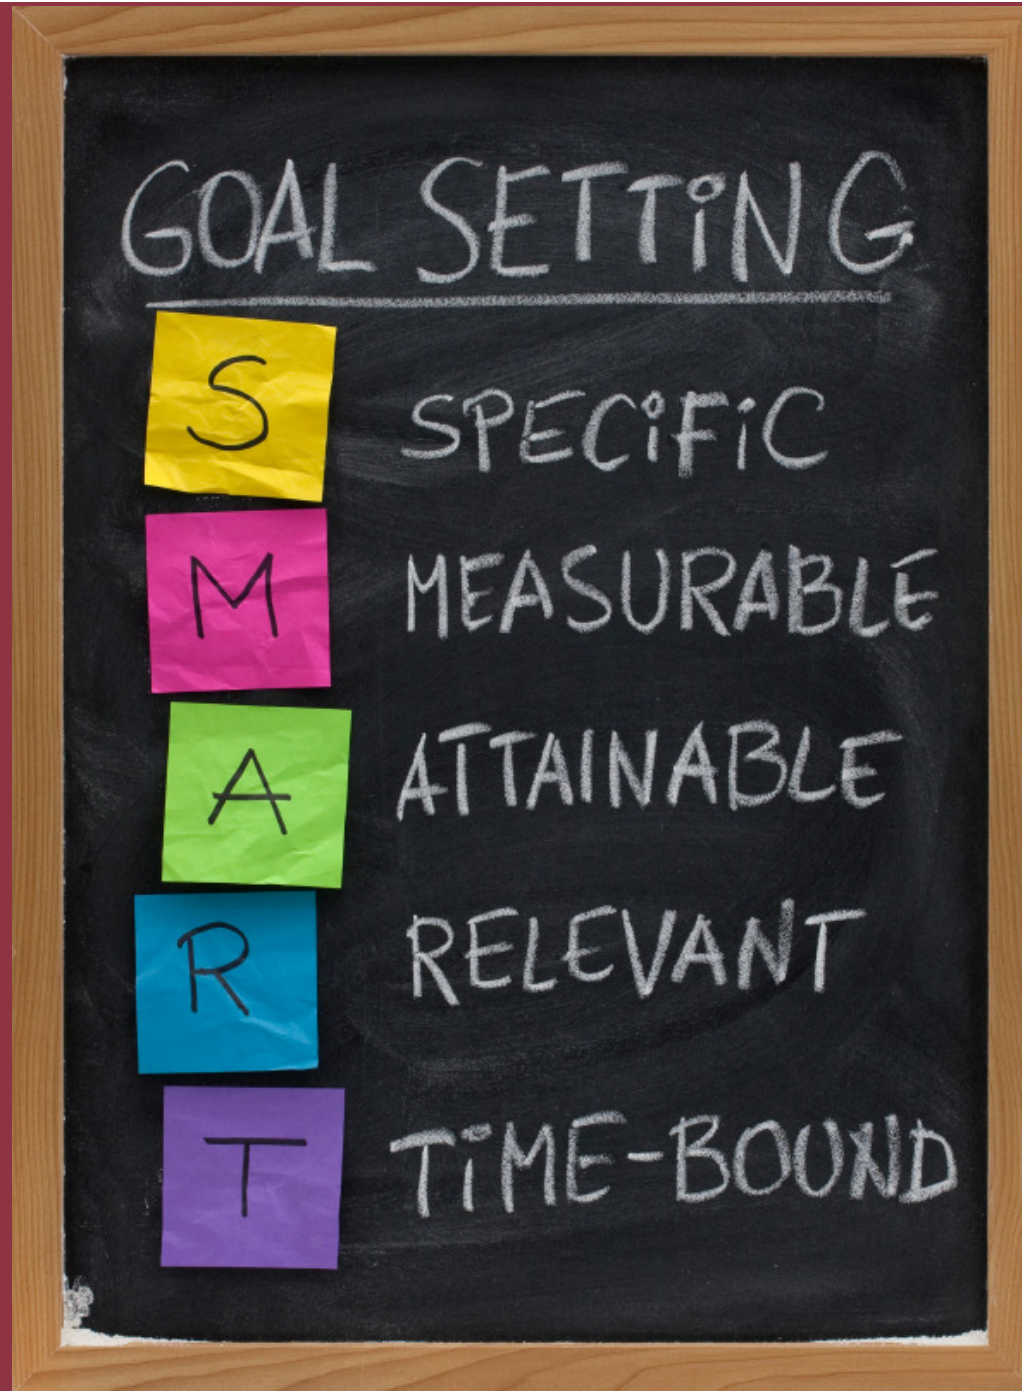 GOAL SETTING
S SPECIFIC
M MEASURABLE
A ATTAINABLE
R RELEVANT
T TIME-BOUND